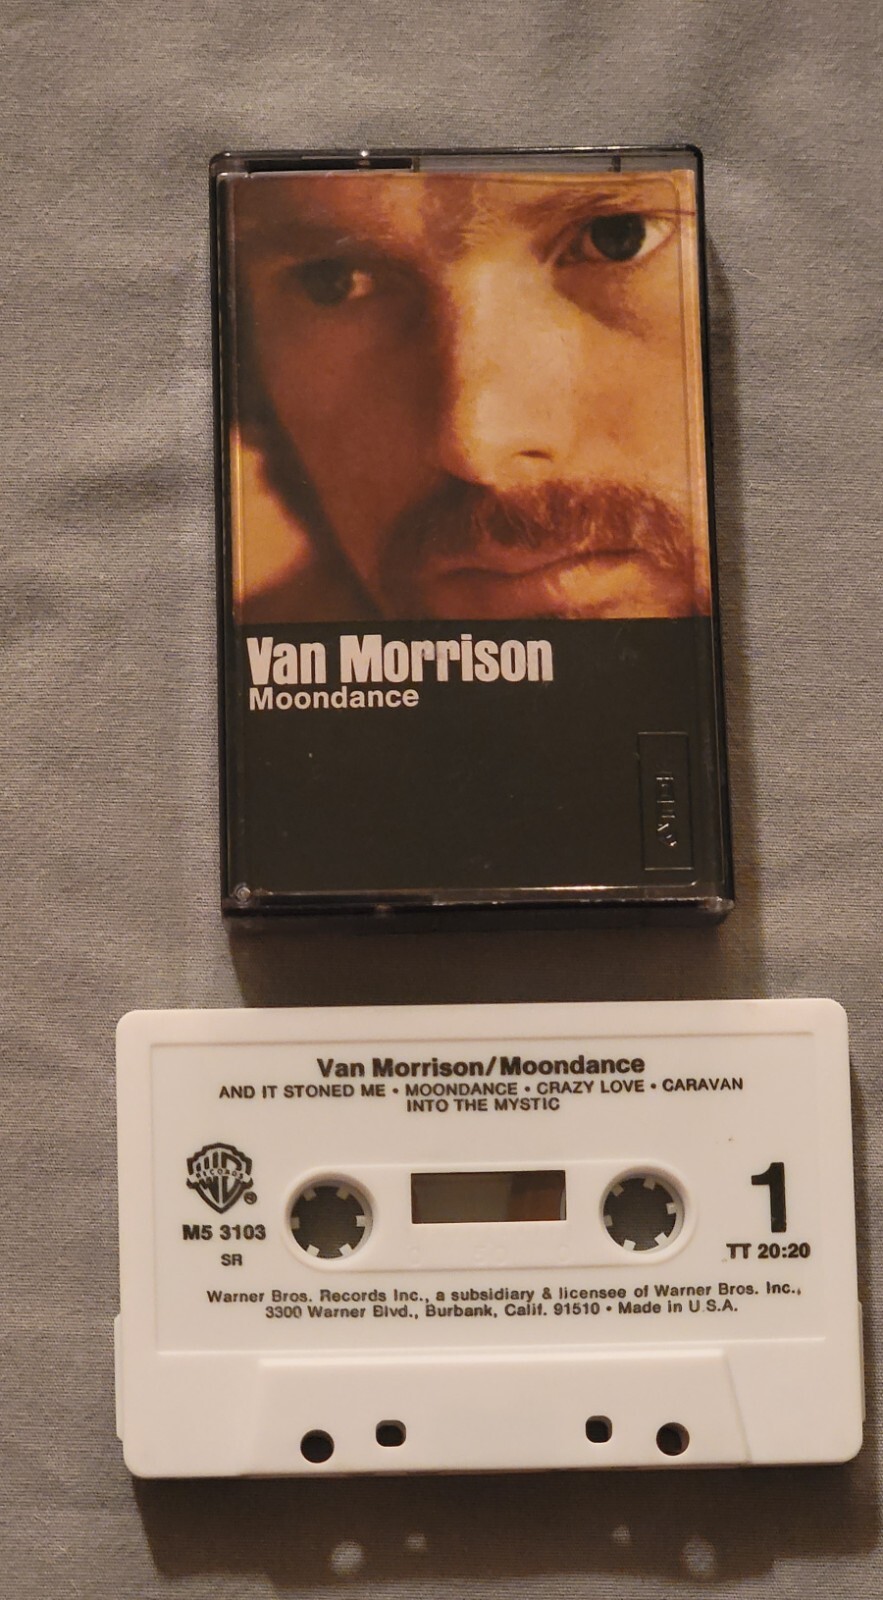 Van Morrison
Moondance
Van Morrison/Moondance
AND IT STONED ME • MOONDANCE • CRAZY LOVE • CARAVAN
INTO THE MYSTIC
RECORDS
M5 3103
SR
1
TT 20:20
Warner Bros. Records Inc., a subsidiary & licensee of Warner Bros. Inc.,
3300 Warner Blvd., Burbank, Calif. 91510 • Made in U.S.A.